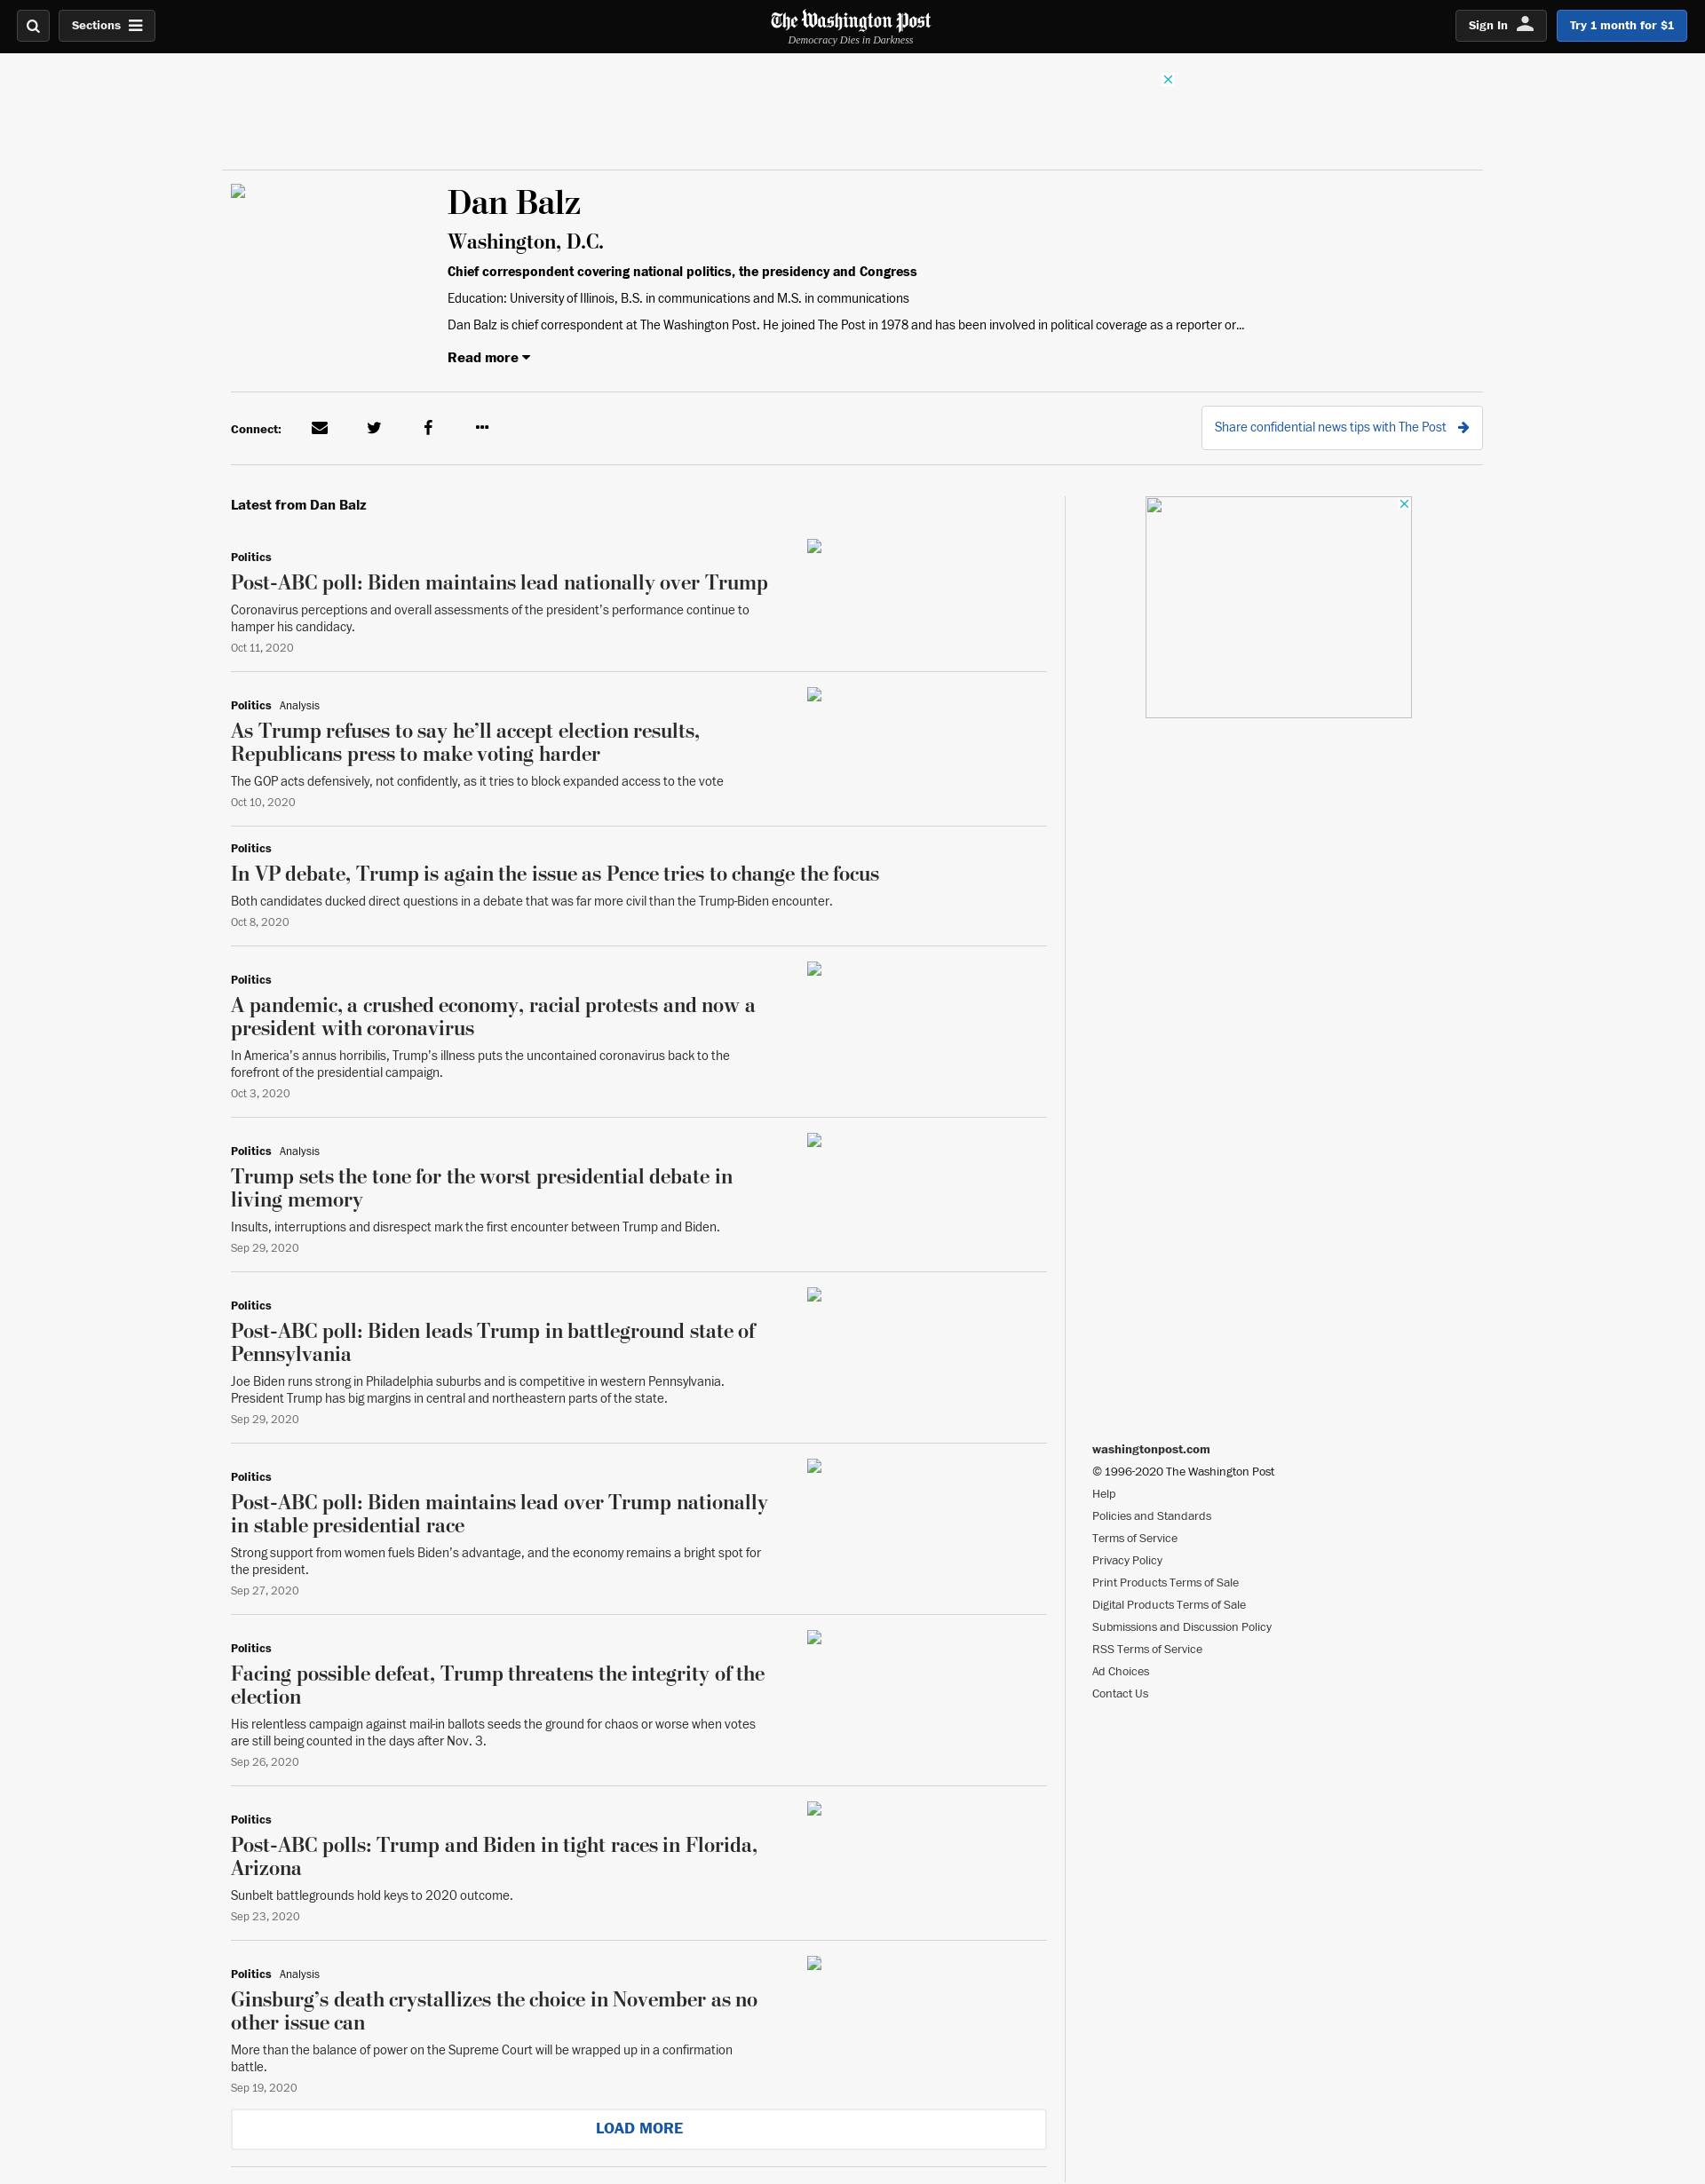 Sections
The Washington Post
Democracy Dies in Darkness
Sign In
Try 1 month for $1
Dan Balz
Washington, D.C.
Chief correspondent covering national politics, the presidency and Congress
Education: University of Illinois, B.S. in communications and M.S. in communications
Dan Balz is chief correspondent at The Washington Post. He joined The Post in 1978 and has been involved in political coverage as a reporter or...
Read more
Connect:
Share confidential news tips with The Post
Latest from Dan Balz
Politics
Post-ABC poll: Biden maintains lead nationally over Trump
Coronavirus perceptions and overall assessments of the president’s performance continue to
hamper his candidacy.
Oct 11, 2020
Politics Analysis
As Trump refuses to say he’ll accept election results,
Republicans press to make voting harder
The GOP acts defensively, not confidently, as it tries to block expanded access to the vote
Oct 10, 2020
Politics
In VP debate, Trump is again the issue as Pence tries to change the focus
Both candidates ducked direct questions in a debate that was far more civil than the Trump-Biden encounter.
Oct 8, 2020
Politics
A pandemic, a crushed economy, racial protests and now a
president with coronavirus
In America’s annus horribilis, Trump’s illness puts the uncontained coronavirus back to the
forefront of the presidential campaign.
Oct 3, 2020
Politics Analysis
Trump sets the tone for the worst presidential debate in
living memory
Insults, interruptions and disrespect mark the first encounter between Trump and Biden.
Sep 29, 2020
Politics
Post-ABC poll: Biden leads Trump in battleground state of
Pennsylvania
Joe Biden runs strong in Philadelphia suburbs and is competitive in western Pennsylvania.
President Trump has big margins in central and northeastern parts of the state.
Sep 29, 2020
Politics
Post-ABC poll: Biden maintains lead over Trump nationally
in stable presidential race
Strong support from women fuels Biden’s advantage, and the economy remains a bright spot for
the president.
Sep 27, 2020
Politics
Facing possible defeat, Trump threatens the integrity of the
election
His relentless campaign against mail-in ballots seeds the ground for chaos or worse when votes
are still being counted in the days after Nov. 3.
Sep 26, 2020
Politics
Post-ABC polls: Trump and Biden in tight races in Florida,
Arizona
Sunbelt battlegrounds hold keys to 2020 outcome.
Sep 23, 2020
Politics Analysis
Ginsburg’s death crystallizes the choice in November as no
other issue can
More than the balance of power on the Supreme Court will be wrapped up in a confirmation
battle.
Sep 19, 2020
LOAD MORE
washingtonpost.com
© 1996-2020 The Washington Post
Help
Policies and Standards
Terms of Service
Privacy Policy
Print Products Terms of Sale
Digital Products Terms of Sale
Submissions and Discussion Policy
RSS Terms of Service
Ad Choices
Contact Us